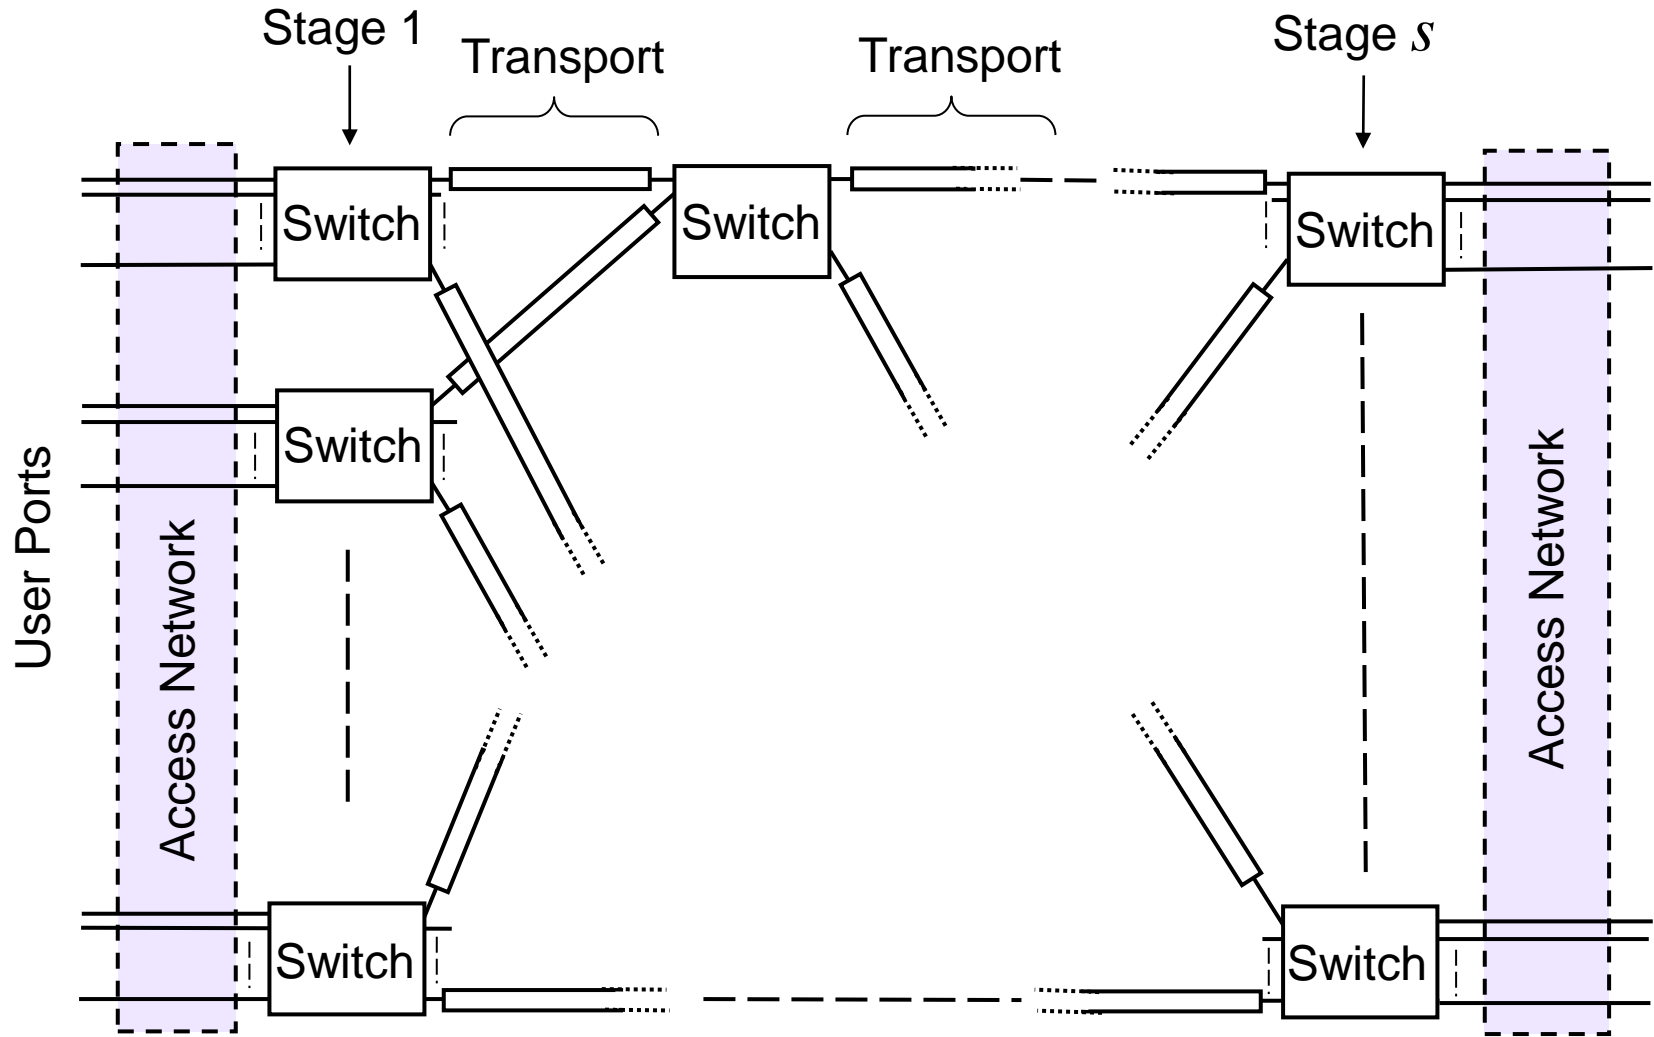 Stage 1
Transport
Transport
Stage s
Switch
Switch
Switch
Switch
User Ports
Access Network
Access Network
Switch
Switch